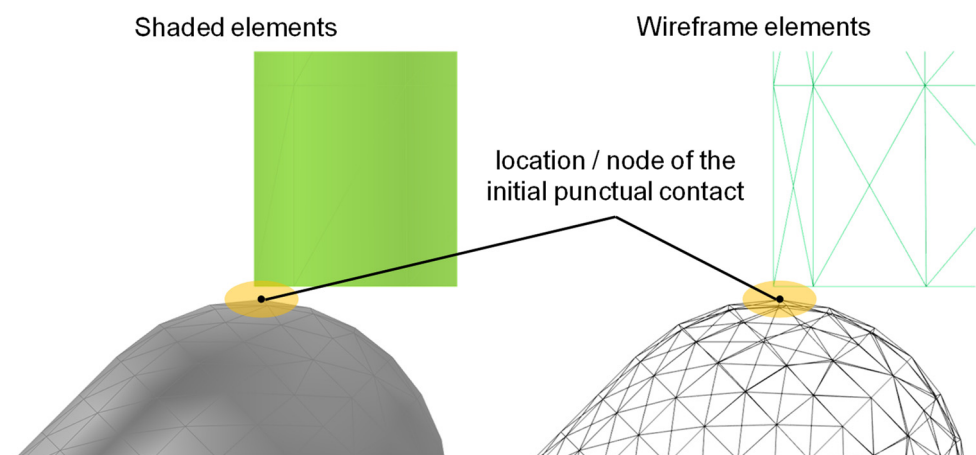 Shaded elements
Wireframe elements
location / node of the
initial punctual contact